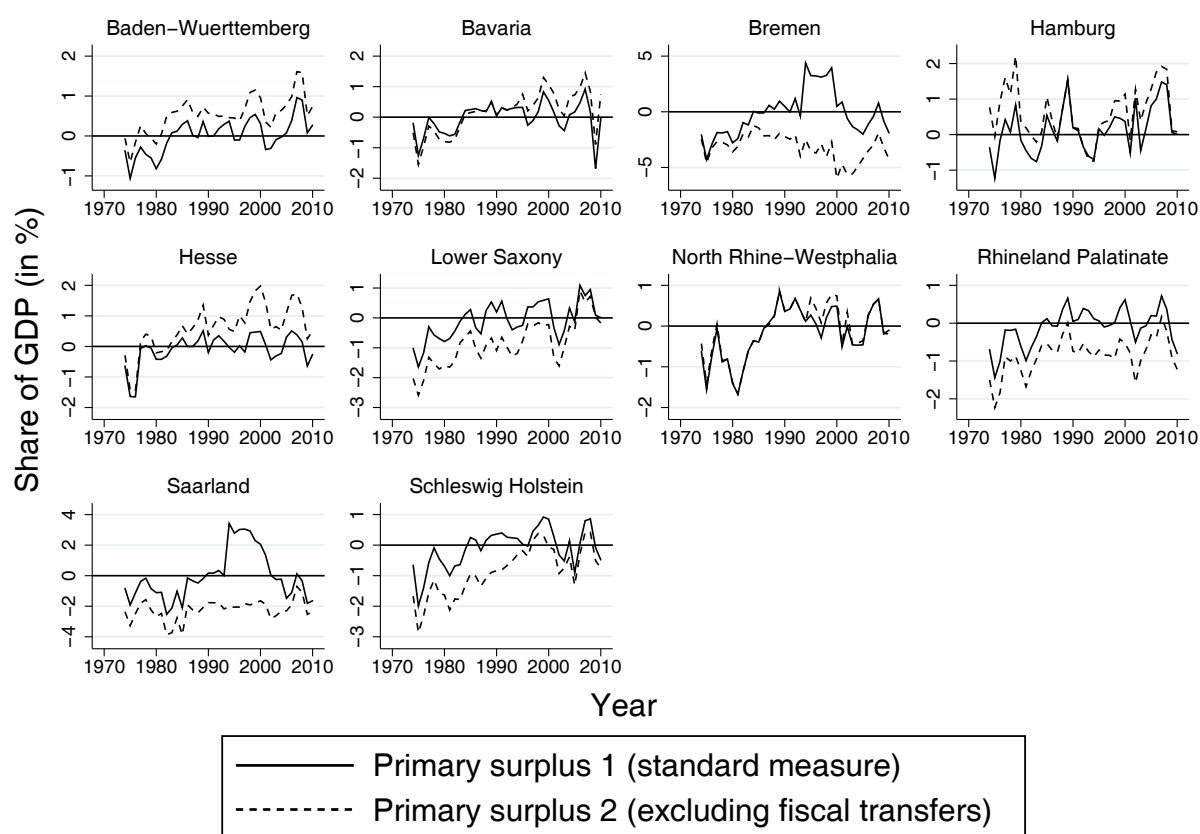 Baden−Wuerttemberg
Bavaria
Bremen
Hamburg
2
1
0
−1
1970 1980 1990 2000 2010
2
1
0
−1
−2
1970 1980 1990 2000 2010
5
0
−5
1970 1980 1990 2000 2010
2
1
0
−1
1970 1980 1990 2000 2010
Share of GDP (in %)
Hesse
Lower Saxony
North Rhine−Westphalia
Rhineland Palatinate
2
1
0
−1
−2
1970 1980 1990 2000 2010
1
0
−1
−2
−3
1970 1980 1990 2000 2010
1
0
−1
−2
1970 1980 1990 2000 2010
1
0
−1
−2
1970 1980 1990 2000 2010
Saarland
Schleswig Holstein
4
2
0
−2
−4
1970 1980 1990 2000 2010
1
0
−1
−2
−3
1970 1980 1990 2000 2010
Year
Primary surplus 1 (standard measure)
Primary surplus 2 (excluding fiscal transfers)